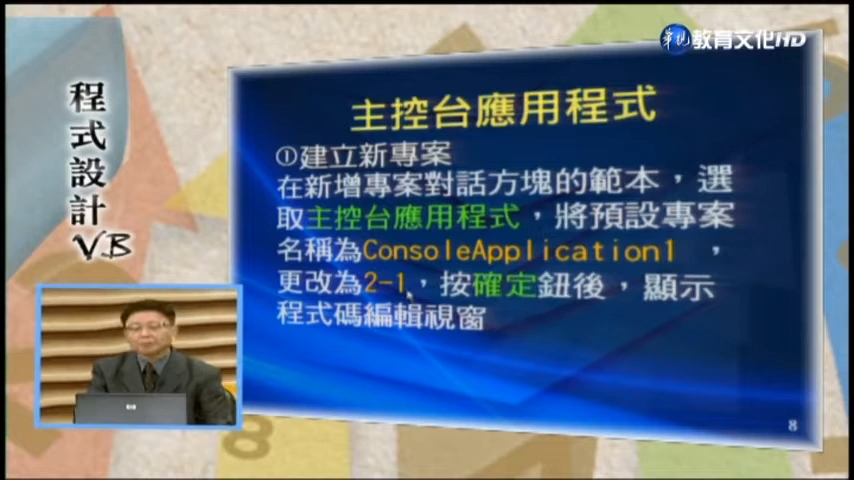 華視 教育文化HD
程式設計
VB
主控台應用程式
①建立新專案
在新增專案對話方塊的範本，選
取主控台應用程式，將預設專案
名稱為ConsoleApplication1，
更改為2-1，按確定鈕後，顯示
程式碼編輯視窗
8
hp
8